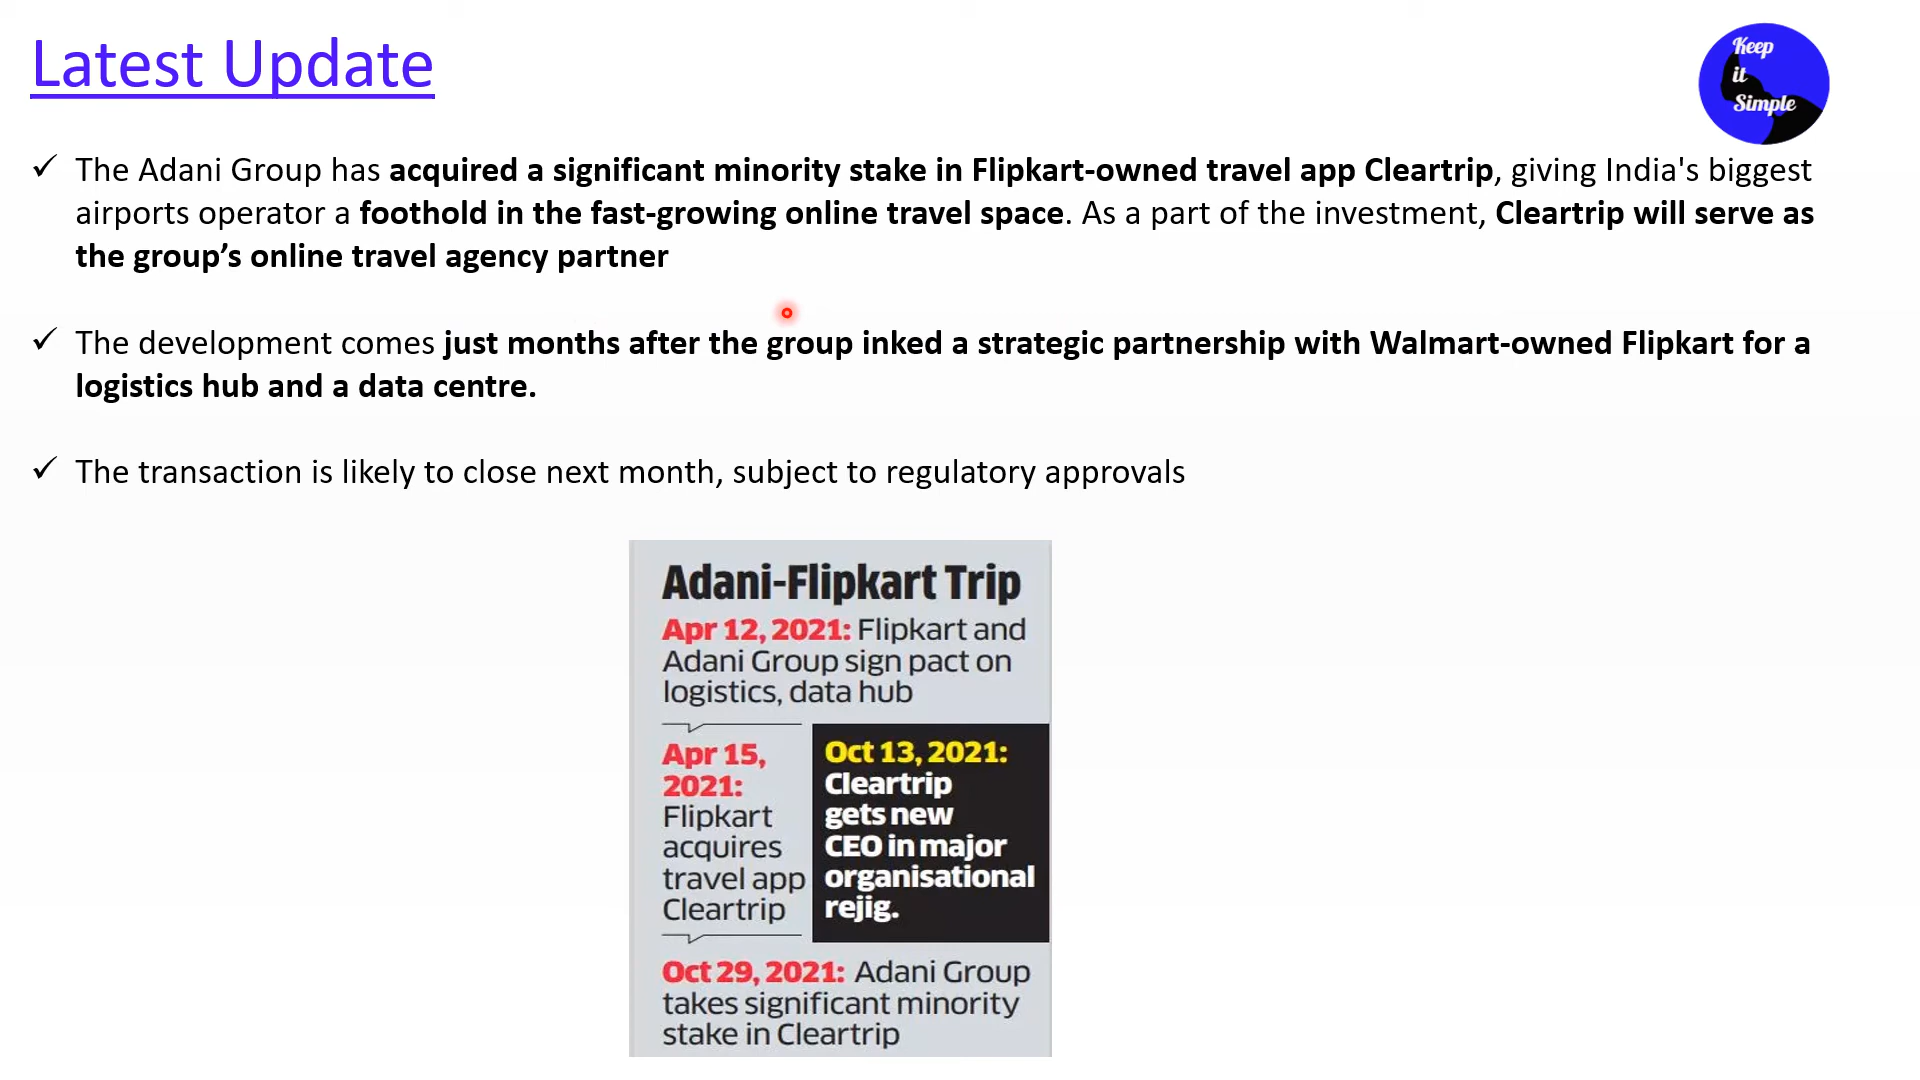 Latest Update
Keep
it
Simple
✓ The Adani Group has acquired a significant minority stake in Flipkart-owned travel app Cleartrip, giving India's biggest
airports operator a foothold in the fast-growing online travel space. As a part of the investment, Cleartrip will serve as
the group’s online travel agency partner
✓ The development comes just months after the group inked a strategic partnership with Walmart-owned Flipkart for a
logistics hub and a data centre.
✓ The transaction is likely to close next month, subject to regulatory approvals
Adani-Flipkart Trip
Apr 12, 2021: Flipkart and
Adani Group sign pact on
logistics, data hub
Apr 15,
2021:
Flipkart
acquires
travel app
Cleartrip
Oct 13, 2021:
Cleartrip
gets new
CEO in major
organisational
rejig.
Oct 29, 2021: Adani Group
takes significant minority
stake in Cleartrip